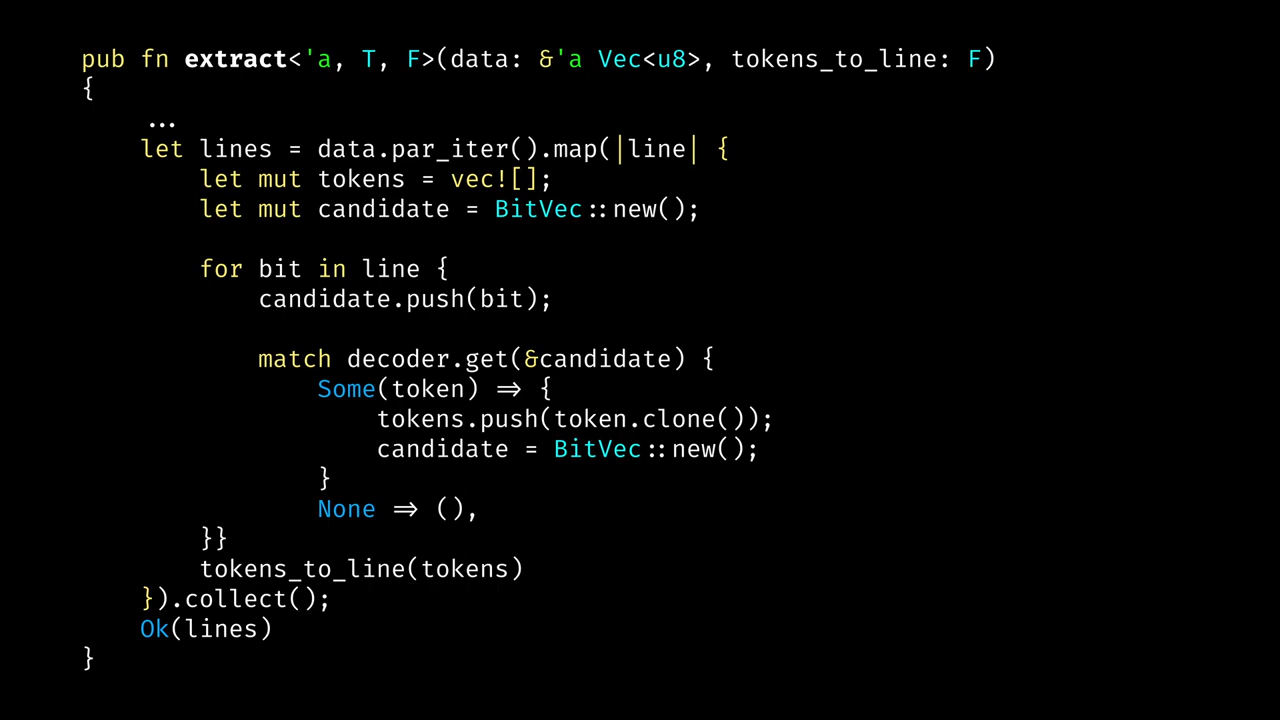 pub fn extract<'a, T, F>(data: &'a Vec<u8>, tokens_to_line: F)
{
    ...
    let lines = data.par_iter().map(|line| {
        let mut tokens = vec![];
        let mut candidate = BitVec::new();

        for bit in line {
            candidate.push(bit);

            match decoder.get(&candidate) {
                Some(token) => {
                    tokens.push(token.clone());
                    candidate = BitVec::new();
                }
                None => (),
        }}
        tokens_to_line(tokens)
    }).collect();
    Ok(lines)
}